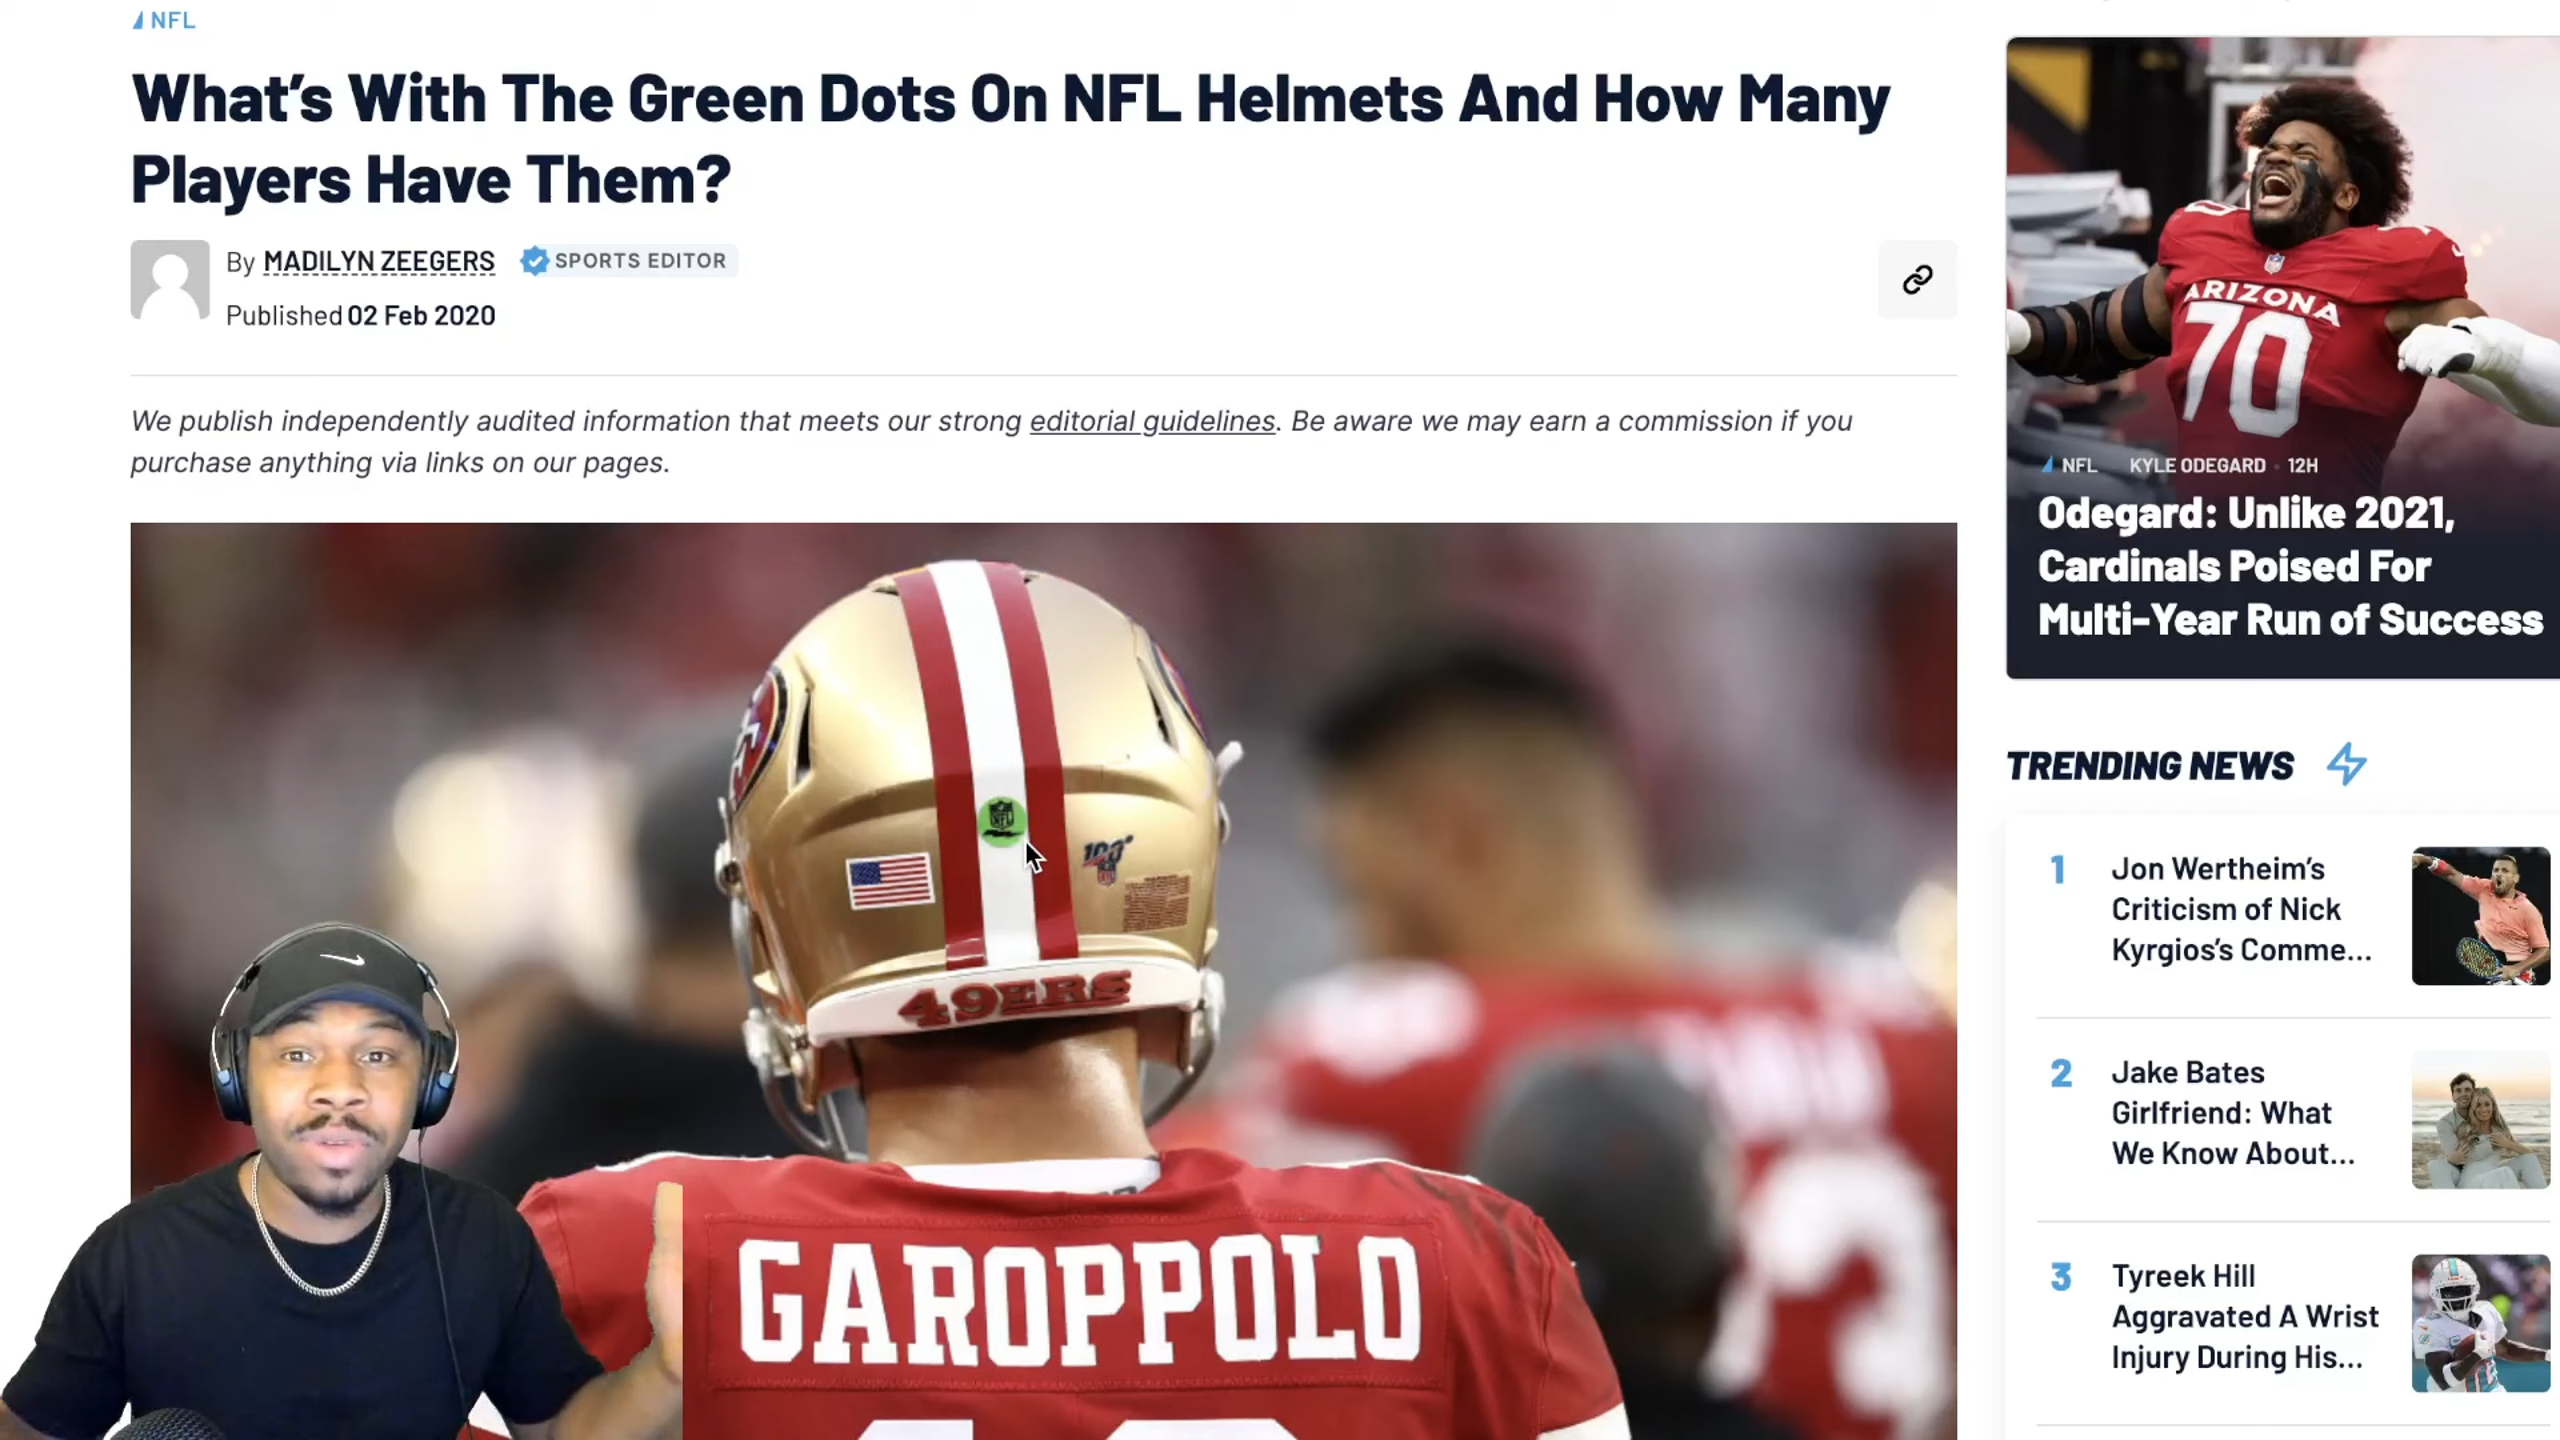 NFL
What's With The Green Dots On NFL Helmets And How Many
Players Have Them?
By MADILYN ZEEGERS SPORTS EDITOR
Published 02 Feb 2020
We publish independently audited information that meets our strong editorial guidelines. Be aware we may earn a commission if you
purchase anything via links on our pages.
NFL
100
49ERS
GAROPPOLO
ARIZONA
70
NFL KYLE ODEGARD • 12H
Odegard: Unlike 2021,
Cardinals Poised For
Multi-Year Run of Success
TRENDING NEWS
1 Jon Wertheim's
Criticism of Nick
Kyrgios's Comme...
2 Jake Bates
Girlfriend: What
We Know About...
3 Tyreek Hill
Aggravated A Wrist
Injury During His...